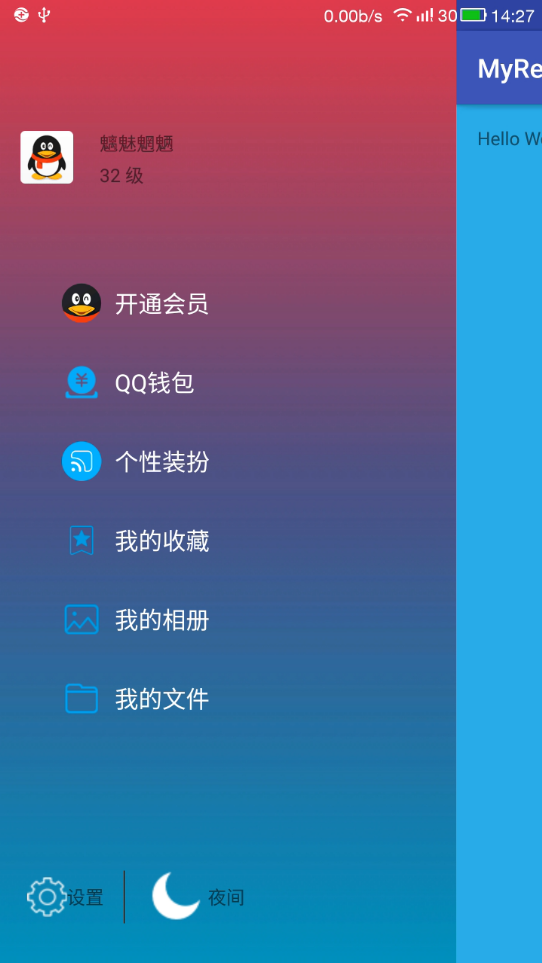 0.00b/s 30 14:27
MyRe
Hello W
魑魅魍魉
32 级
开通会员
QQ钱包
个性装扮
我的收藏
我的相册
我的文件
设置 夜间